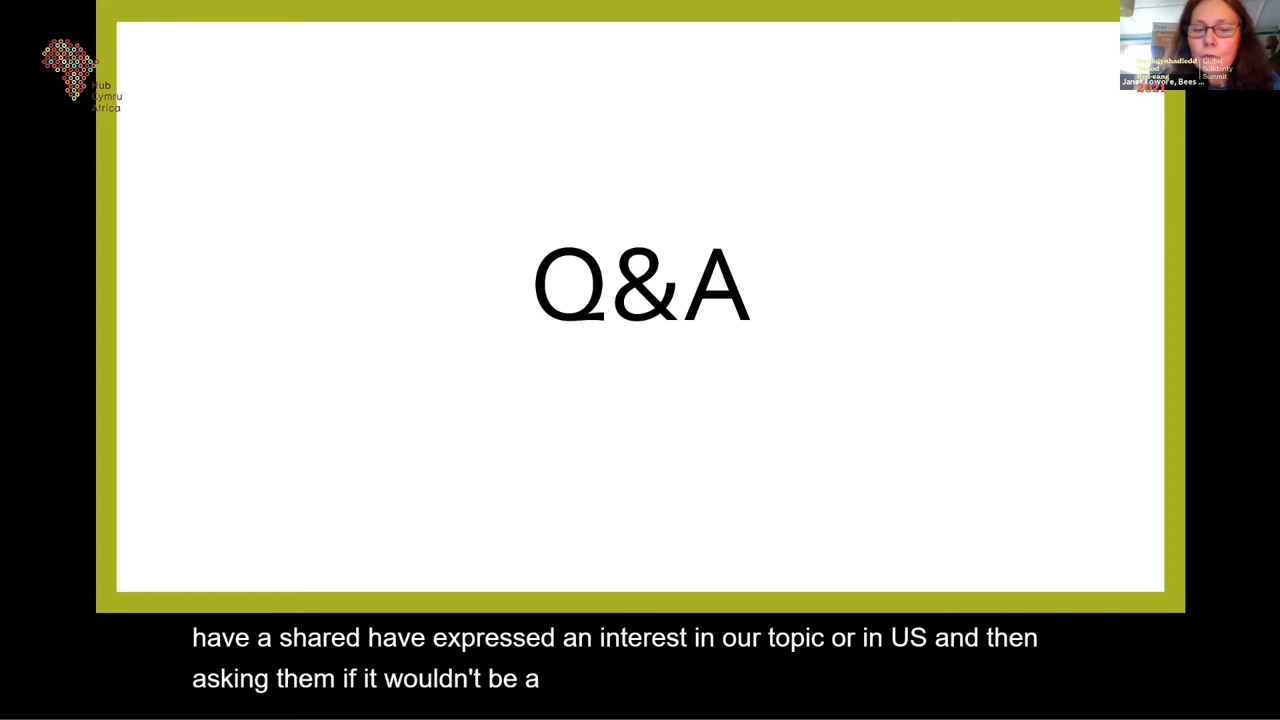 Hub
Cymru
Africa
Global
Solidarity
Summit
2021
Janet Lowore, Bees ...
Q&A
have a shared have expressed an interest in our topic or in US and then
asking them if it wouldn't be a